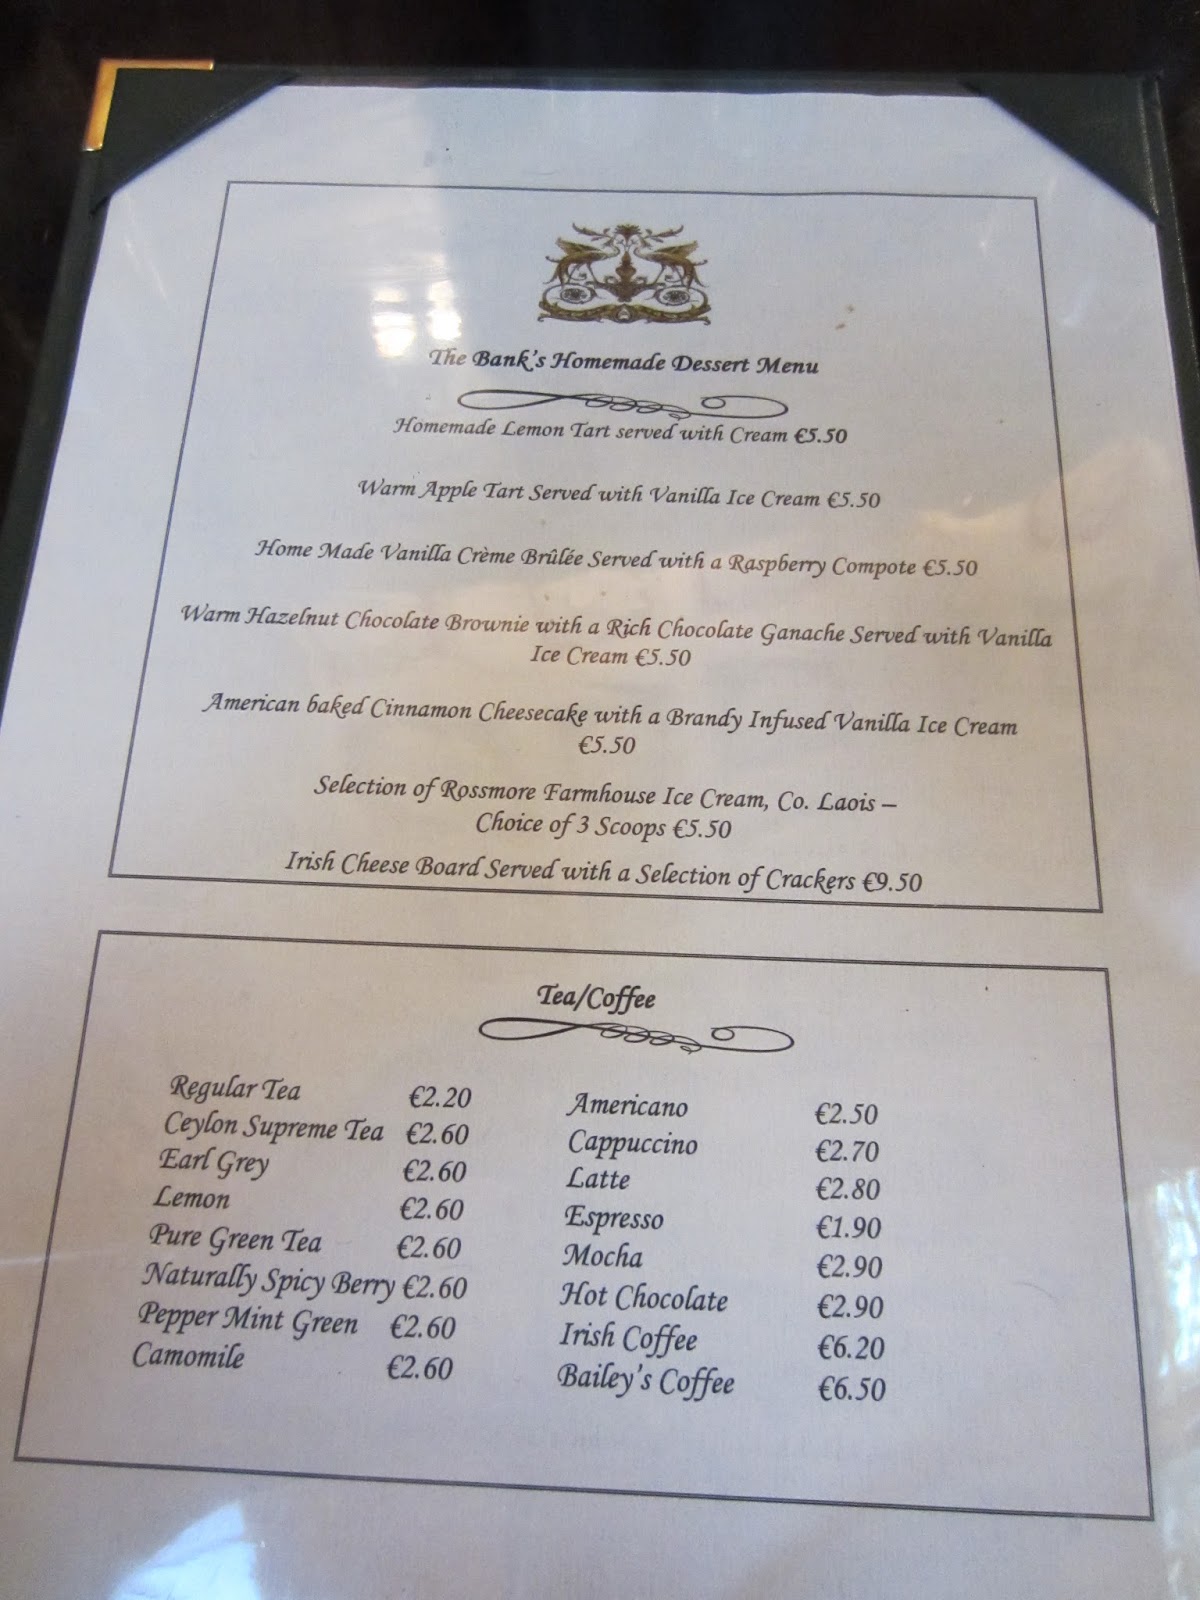 The Bank's Homemade Dessert Menu
Homemade Lemon Tart served with Cream €5.50
Warm Apple Tart Served with Vanilla Ice Cream €5.50
Home Made Vanilla Crème Brûlée Served with a Raspberry Compote €5.50
Warm Hazelnut Chocolate Brownie with a Rich Chocolate Ganache Served with Vanilla
Ice Cream €5.50
American baked Cinnamon Cheesecake with a Brandy Infused Vanilla Ice Cream
€5.50
Selection of Rossmore Farmhouse Ice Cream, Co. Laois –
Choice of 3 Scoops €5.50
Irish Cheese Board Served with a Selection of Crackers €9.50
Tea/Coffee
Regular Tea €2.20
Ceylon Supreme Tea €2.60
Earl Grey €2.60
Lemon €2.60
Pure Green Tea €2.60
Naturally Spicy Berry €2.60
Pepper Mint Green €2.60
Camomile €2.60
Americano €2.50
Cappuccino €2.70
Latte €2.80
Espresso €1.90
Mocha €2.90
Hot Chocolate €2.90
Irish Coffee €6.20
Bailey's Coffee €6.50